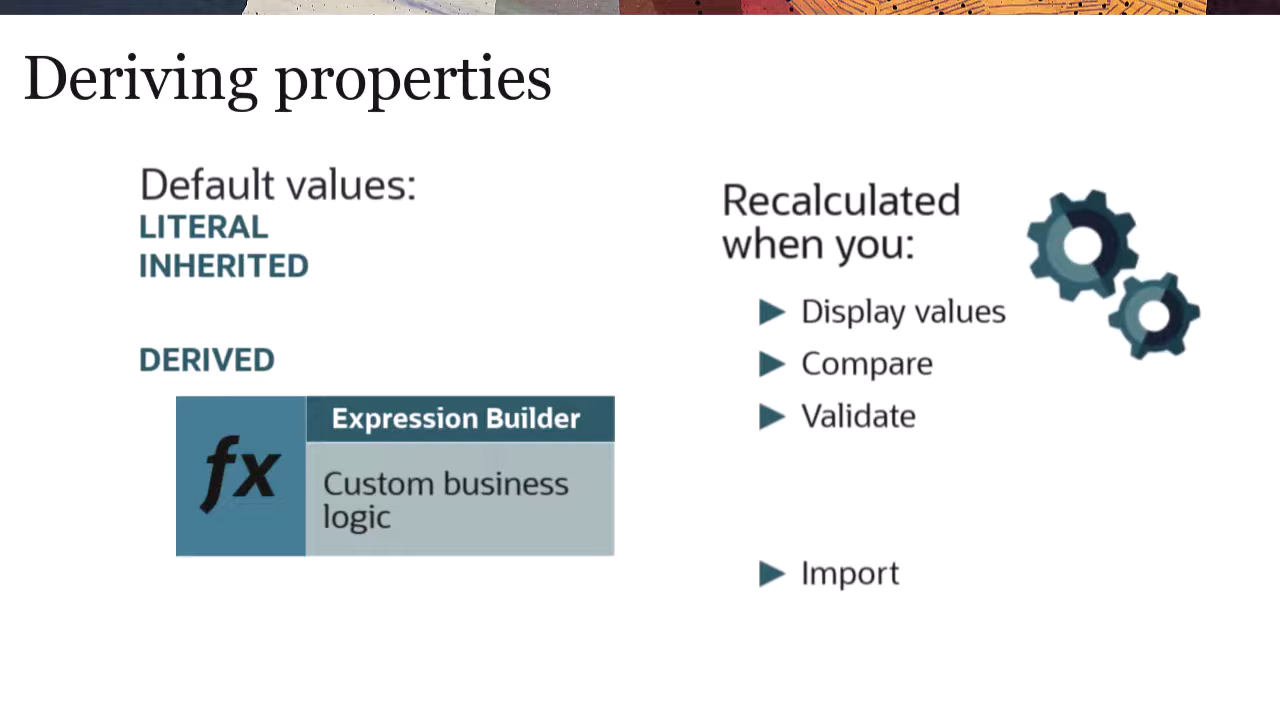 Deriving properties
Default values:
LITERAL
INHERITED
DERIVED
fx
Expression Builder
Custom business
logic
Recalculated
when you:
Display values
Compare
Validate
Import